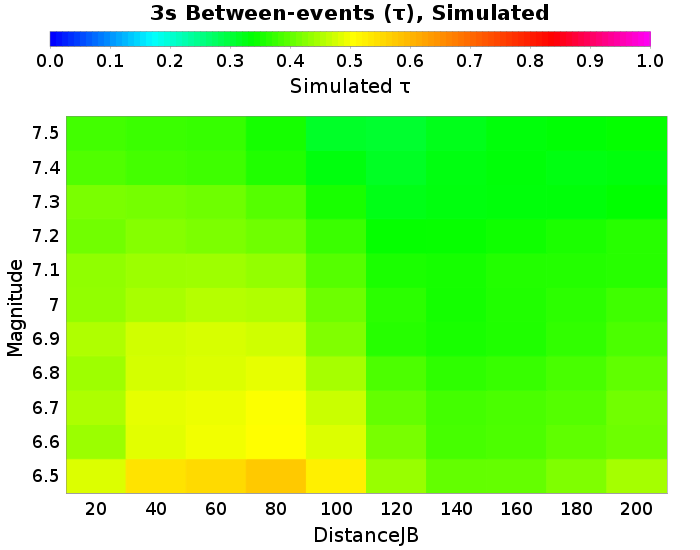 3s Between-events (τ), Simulated
0.0 0.1 0.2 0.3 0.4 0.5 0.6 0.7 0.8 0.9 1.0
Simulated τ
7.5
7.4
7.3
7.2
7.1
7
6.9
6.8
6.7
6.6
6.5
Magnitude
20 40 60 80 100 120 140 160 180 200
DistanceJB